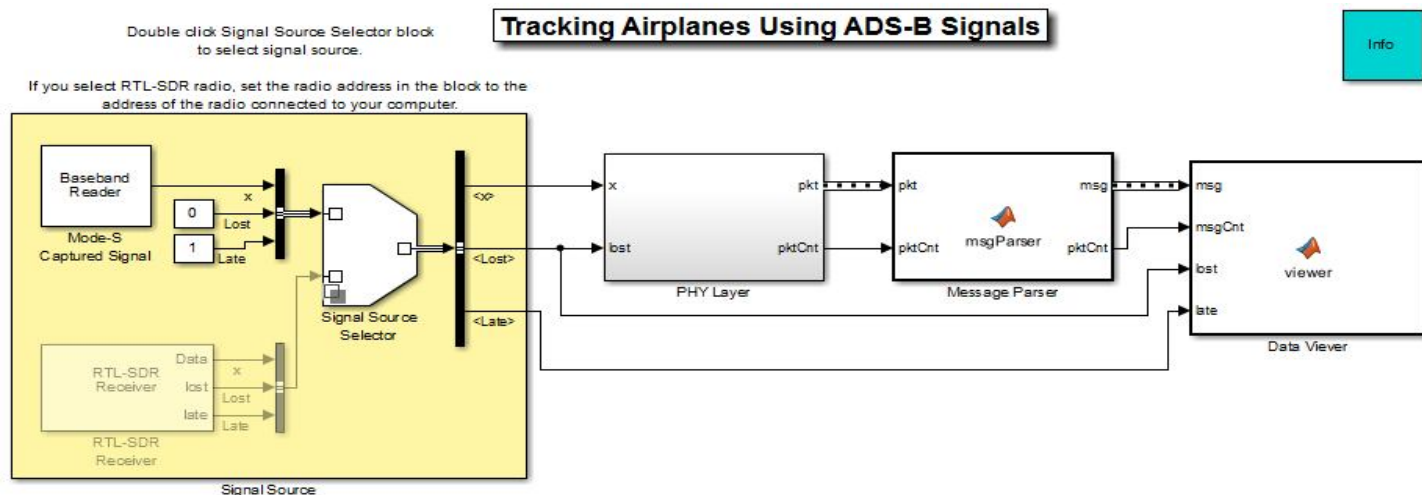 Tracking Airplanes Using ADS-B Signals
Info
Double click Signal Source Selector block
to select signal source.
If you select RTL-SDR radio, set the radio address in the block to the
address of the radio connected to your computer.
Baseband
Reader
x
0
Lost
1
Late
Mode-S
Captured Signal
Signal Source
Selector
<x>
<Lost>
<Late>
Data
x
RTL-SDR
Receiver
lost
Lost
late
Late
RTL-SDR
Receiver
Signal Source
x
pkt
lost
pktCnt
PHY Layer
pkt
msg
msgParser
pktCnt
pktCnt
Message Parser
msg
msgCnt
viewer
lost
late
Data Viever